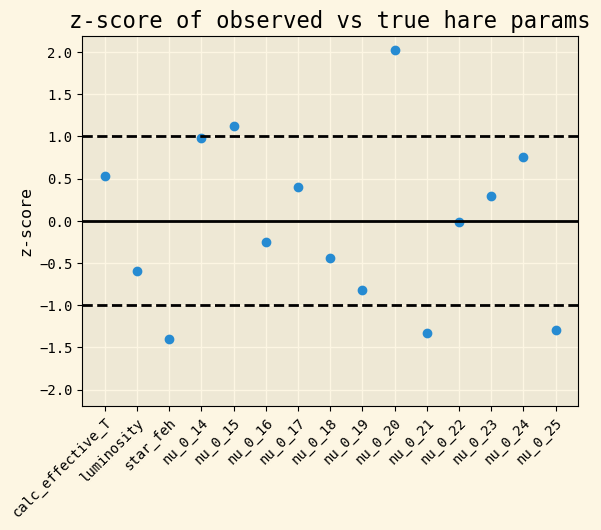 z-score of observed vs true hare params
z-score
2.0
1.5
1.0
0.5
0.0
−0.5
−1.0
−1.5
−2.0
calc_effective_T
luminosity
star_feh
nu_0_14
nu_0_15
nu_0_16
nu_0_17
nu_0_18
nu_0_19
nu_0_20
nu_0_21
nu_0_22
nu_0_23
nu_0_24
nu_0_25